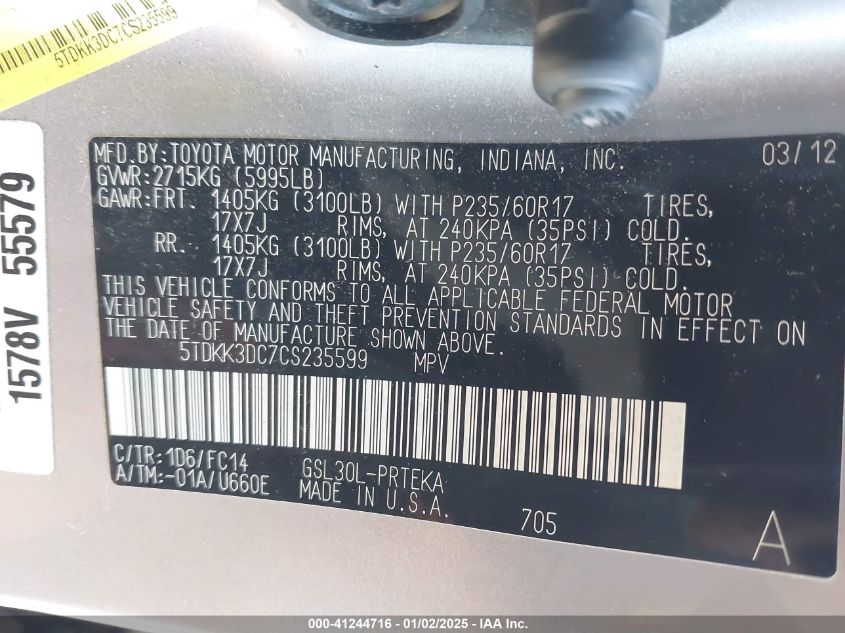 5TDKK3DC7CS235599
1578V 55579
MFD.BY:TOYOTA MOTOR MANUFACTURING, INDIANA, INC. 03/12
GVWR:2715KG (5995LB)
GAWR:FRT. 1405KG (3100LB) WITH P235/60R17 TIRES,
17X7J RIMS, AT 240KPA (35PSI) COLD.
RR. 1405KG (3100LB) WITH P235/60R17 TIRES,
17X7J RIMS, AT 240KPA (35PSI) COLD.
THIS VEHICLE CONFORMS TO ALL APPLICABLE FEDERAL MOTOR
VEHICLE SAFETY AND THEFT PREVENTION STANDARDS IN EFFECT ON
THE DATE OF MANUFACTURE SHOWN ABOVE.
5TDKK3DC7CS235599 MPV
C/TR:1D6/FC14 GSL30L-PRTEKA
A/TM:-01A/U660E MADE IN U.S.A.
705
A
000-41244716 - 01/02/2025 - IAA Inc.